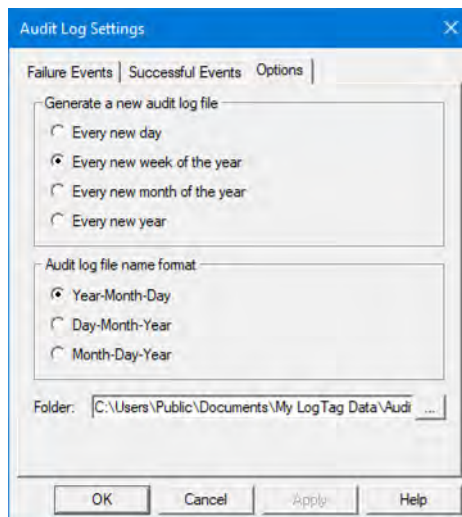 Audit Log Settings
Failure Events Successful Events Options
Generate a new audit log file
Every new day
Every new week of the year
Every new month of the year
Every new year
Audit log file name format
Year-Month-Day
Day-Month-Year
Month-Day-Year
Folder: C:\Users\Public\Documents\My LogTag Data\Audi ...
OK Cancel Apply Help